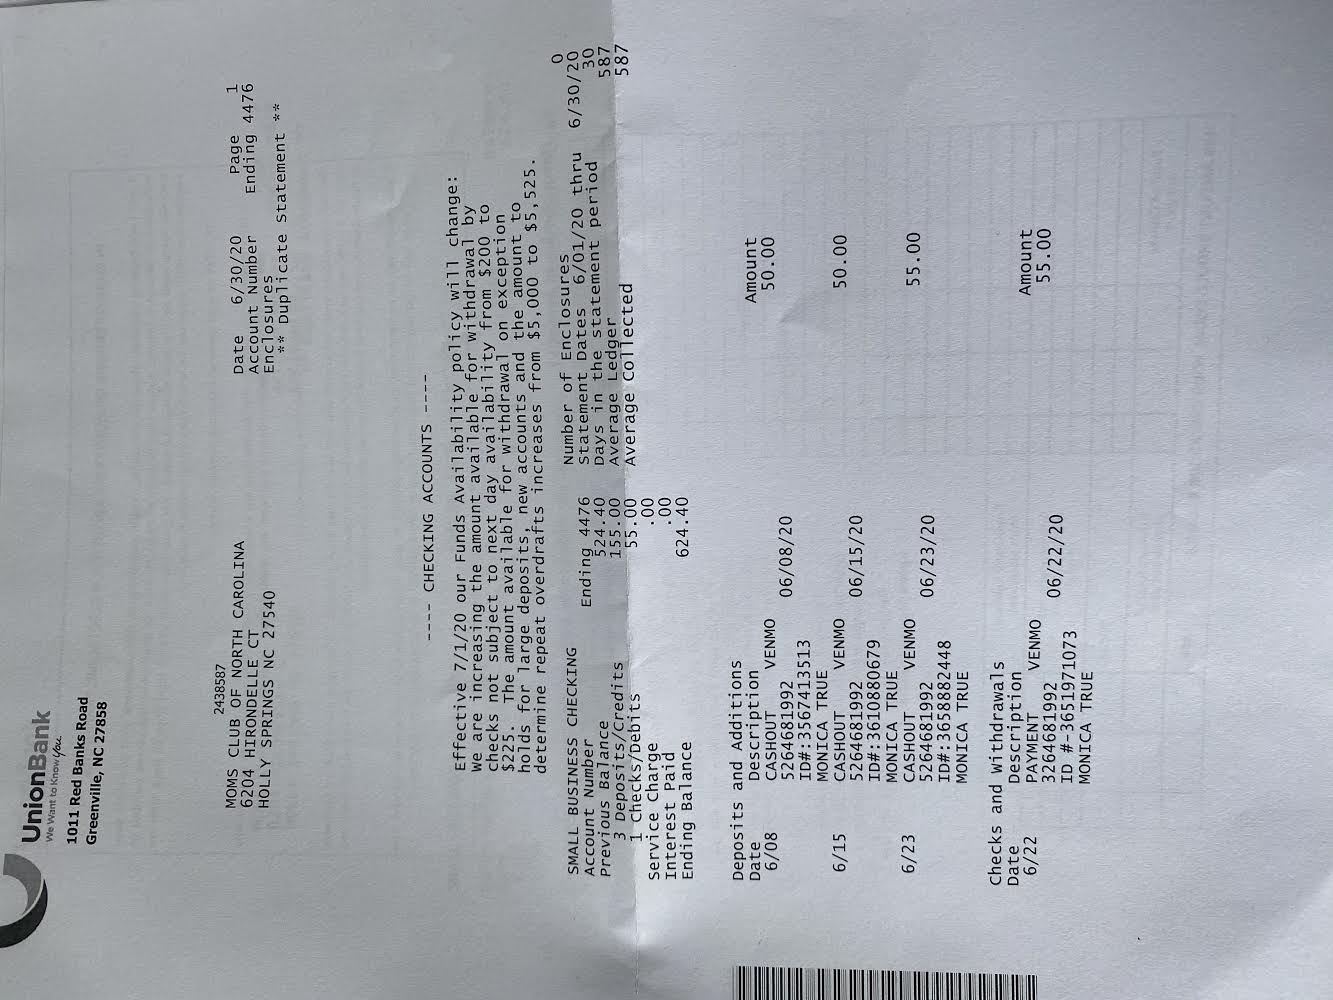 UnionBank
We Want to Know You.
1011 Red Banks Road
Greenville, NC 27858
2438587
MOMS CLUB OF NORTH CAROLINA
6204 HIRONDELLE CT
HOLLY SPRINGS NC 27540
Date 6/30/20 Page 1
Account Number Ending 4476
Enclosures
** Duplicate Statement **
---- CHECKING ACCOUNTS ----
Effective 7/1/20 our Funds Availability policy will change:
We are increasing the amount available for withdrawal by
checks not subject to next day availability from $200 to
$225. The amount available for withdrawal on exception
holds for large deposits, new accounts and the amount to
determine repeat overdrafts increases from $5,000 to $5,525.
SMALL BUSINESS CHECKING Number of Enclosures 0
Account Number Ending 4476 Statement Dates 6/01/20 thru 6/30/20
Previous Balance 524.40 Days in the statement period 30
3 Deposits/Credits 155.00 Average Ledger 587
1 Checks/Debits 55.00 Average Collected 587
Service Charge .00
Interest Paid .00
Ending Balance 624.40
Deposits and Additions
Date Description Amount
6/08 CASHOUT VENMO 50.00
5264681992 06/08/20
ID#:3567413513
MONICA TRUE
6/15 CASHOUT VENMO 50.00
5264681992 06/15/20
ID#:3610880679
MONICA TRUE
6/23 CASHOUT VENMO 55.00
5264681992 06/23/20
ID#:3658882448
MONICA TRUE
Checks and Withdrawals
Date Description Amount
6/22 PAYMENT VENMO 55.00
3264681992 06/22/20
ID #-3651971073
MONICA TRUE